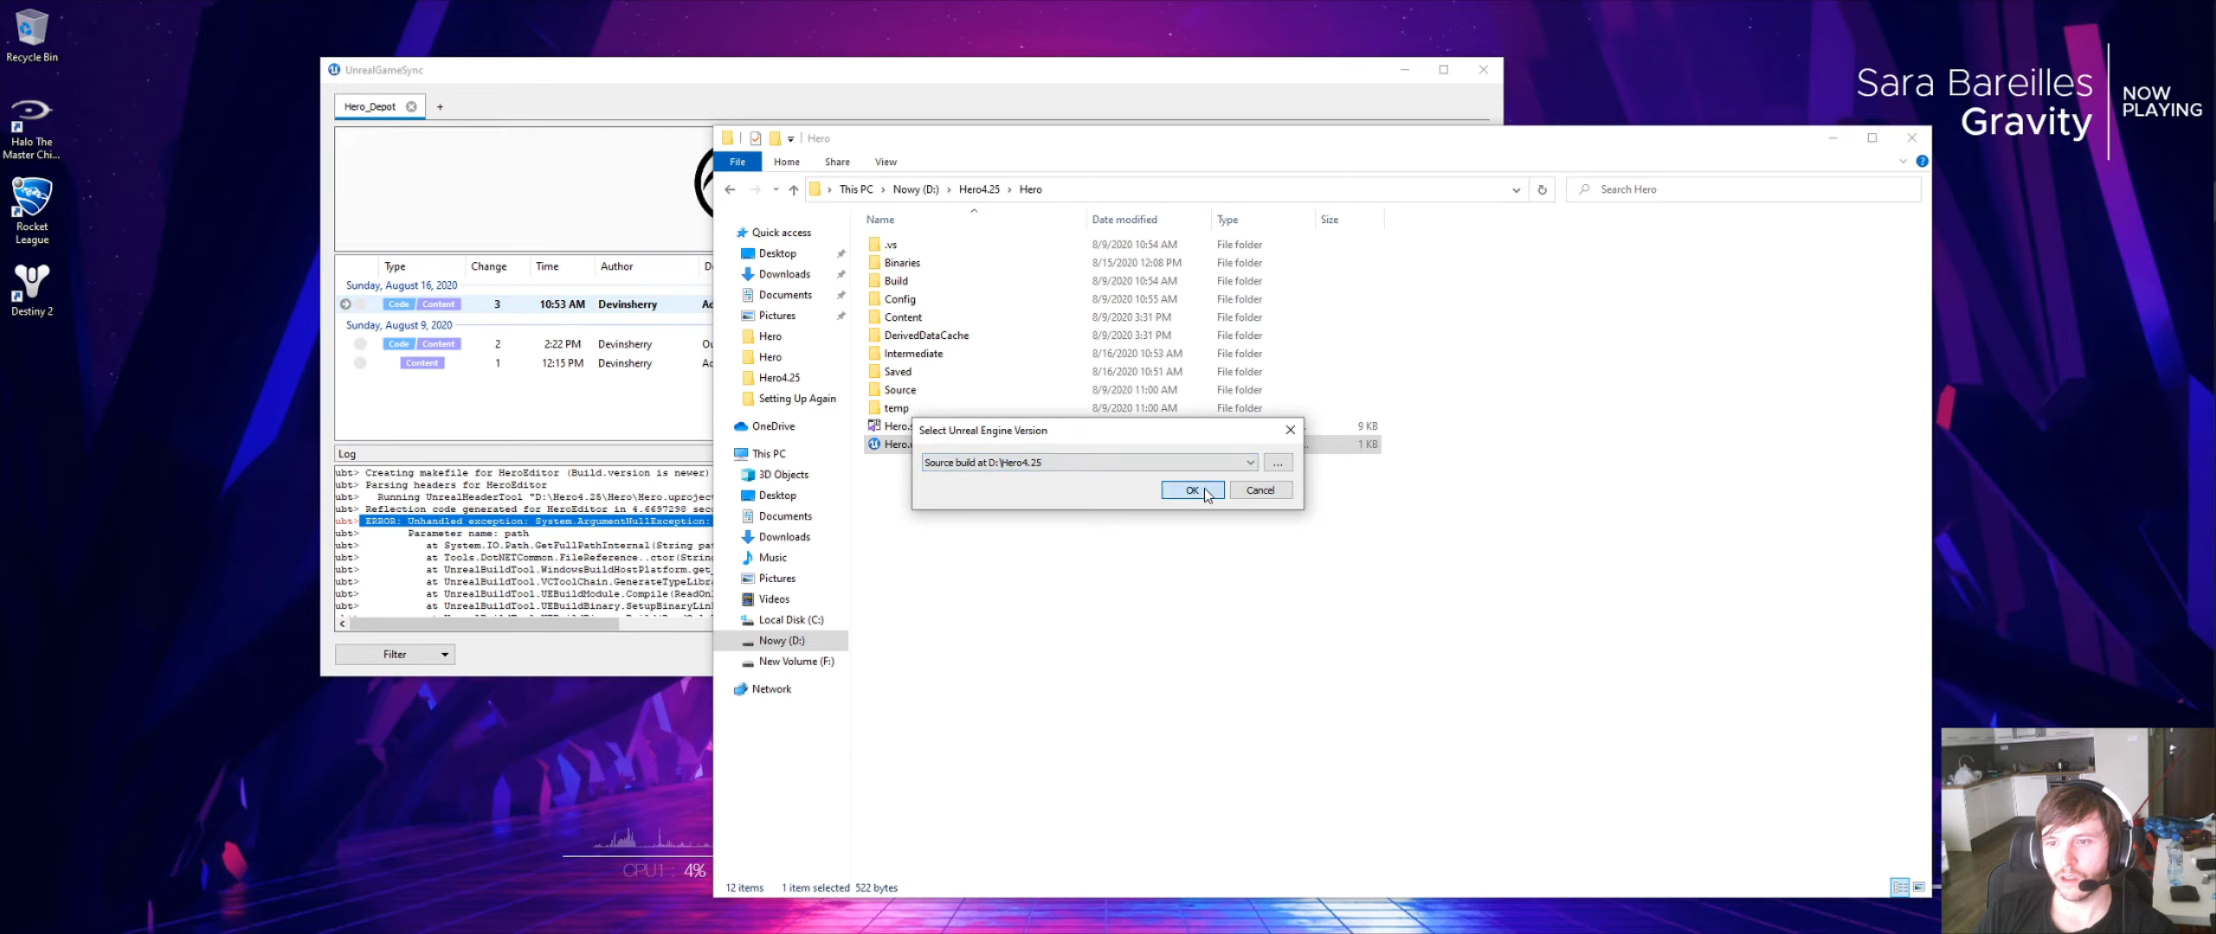 Recycle Bin
Halo The
Master Chi...
Rocket
League
Destiny 2
Sara Bareilles
Gravity
NOW
PLAYING
UnrealGameSync
Hero_Depot
+
Type
Change
Time
Author
Sunday, August 16, 2020
Code
Content
3
10:53 AM
Devinsherry
Sunday, August 9, 2020
Code
Content
2
2:22 PM
Devinsherry
Content
1
12:15 PM
Devinsherry
Log
ubt> Creating makefile for HeroEditor (Build.version is newer)
ubt> Parsing headers for HeroEditor
ubt> Running UnrealHeaderTool "D:\Hero4.25\Hero\Hero.uproject
ubt> Reflection code generated for HeroEditor in 4.6697298 sec
ubt> ERROR: Unhandled exception: System.ArgumentNullException:
ubt> Parameter name: path
ubt> at System.IO.Path.GetFullPathInternal(String pat
ubt> at Tools.DotNETCommon.FileReference..ctor(String
ubt> at UnrealBuildTool.WindowsBuildHostPlatform.get_
ubt> at UnrealBuildTool.VCToolChain.GenerateTypeLibra
ubt> at UnrealBuildTool.UEBuildModule.Compile(ReadOnl
ubt> at UnrealBuildTool.UEBuildBinary.SetupBinaryLin
Filter
CPU1 : 4%
Hero
File
Home
Share
View
This PC > Nowy (D:) > Hero4.25 > Hero
Search Hero
Quick access
Desktop
Downloads
Documents
Pictures
Hero
Hero
Hero4.25
Setting Up Again
OneDrive
This PC
3D Objects
Desktop
Documents
Downloads
Music
Pictures
Videos
Local Disk (C:)
Nowy (D:)
New Volume (F:)
Network
Name
Date modified
Type
Size
.vs
8/9/2020 10:54 AM
File folder
Binaries
8/15/2020 12:08 PM
File folder
Build
8/9/2020 10:54 AM
File folder
Config
8/9/2020 10:55 AM
File folder
Content
8/9/2020 3:31 PM
File folder
DerivedDataCache
8/9/2020 3:31 PM
File folder
Intermediate
8/16/2020 10:53 AM
File folder
Saved
8/16/2020 10:51 AM
File folder
Source
8/9/2020 11:00 AM
File folder
temp
8/9/2020 11:00 AM
File folder
Hero.s
9 KB
Hero.
1 KB
Select Unreal Engine Version
Source build at D:\Hero4.25
...
OK
Cancel
12 items
1 item selected 522 bytes